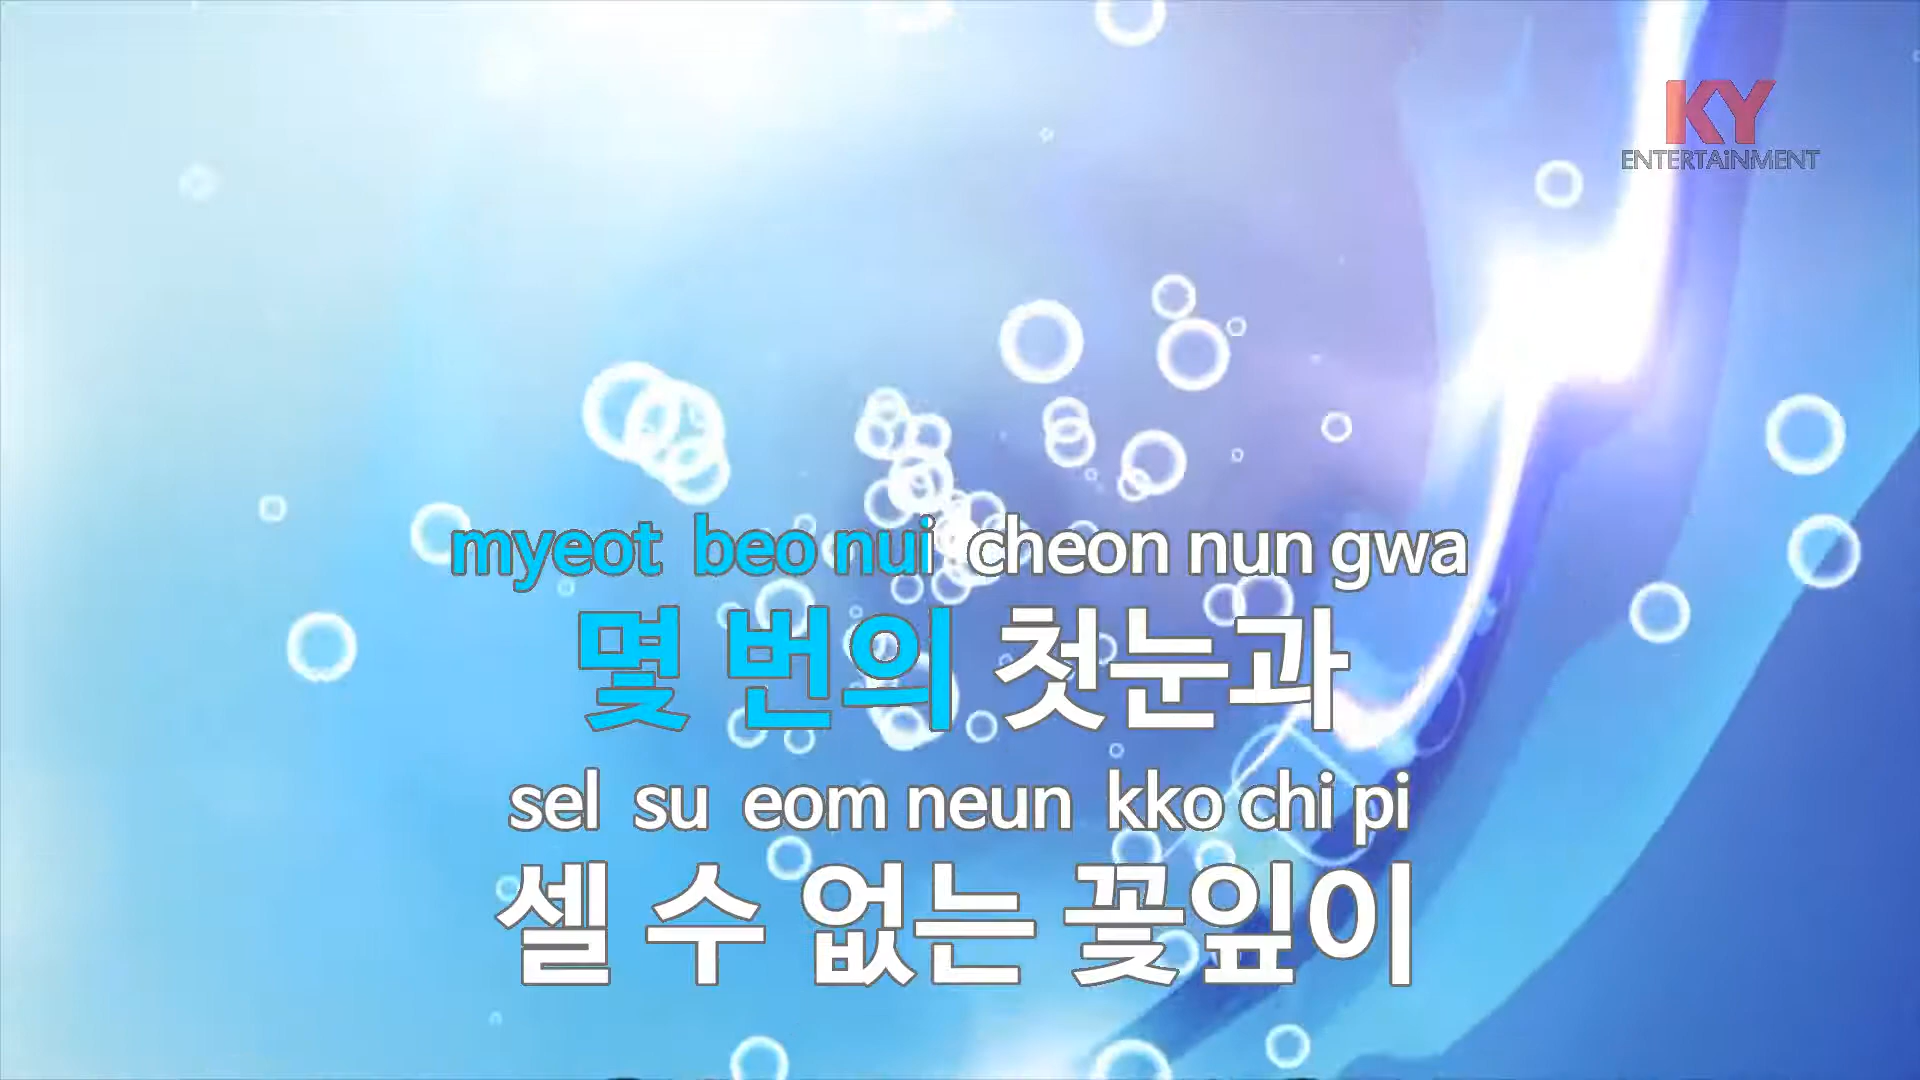 KY
ENTERTAiNMENT
myeot beo nui cheon nun gwa
몇 번의 첫눈과
sel su eom neun kko chi pi
셀 수 없는 꽃잎이